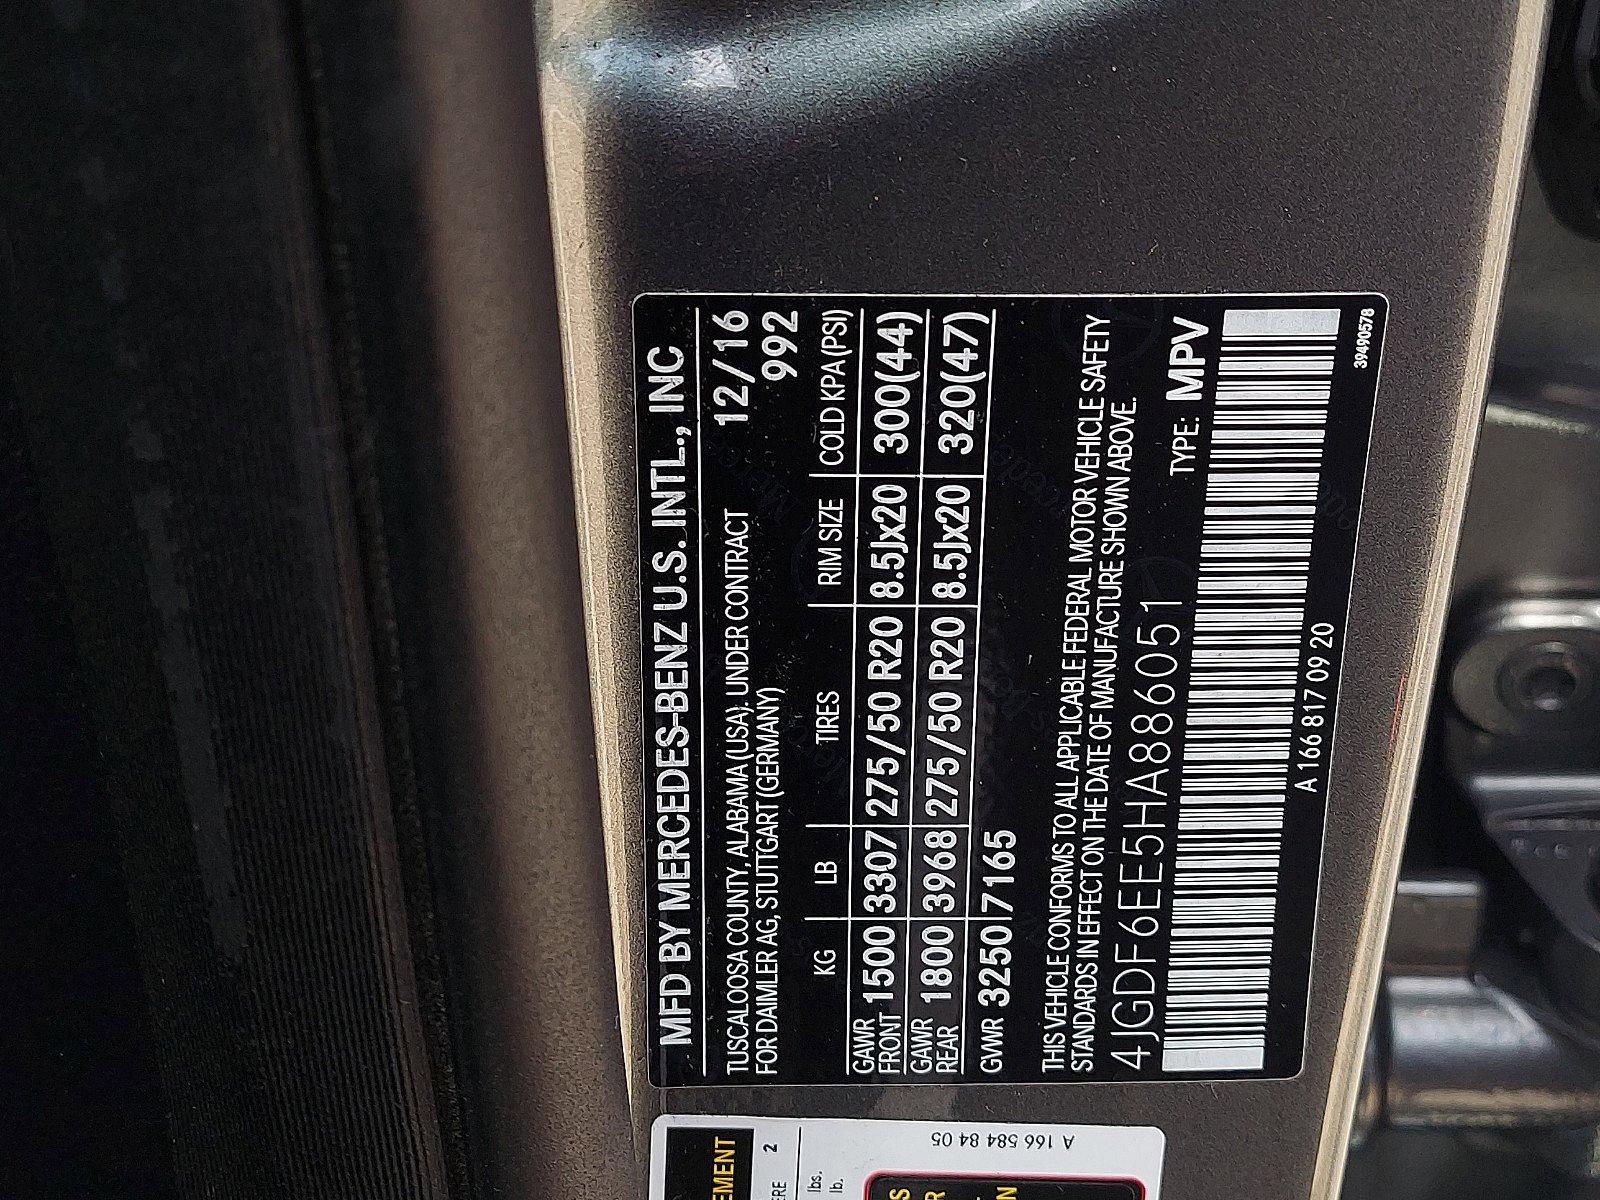 MFD BY MERCEDES-BENZ U.S. INTL., INC
TUSCALOOSA COUNTY, ALABAMA (USA). UNDER CONTRACT 12/16
FOR DAIMLER AG, STUTTGART (GERMANY) 992
KG LB TIRES RIM SIZE COLD KPA (PSI)
GAWR FRONT 1500 3307 275/50 R20 8.5Jx20 300(44)
GAWR REAR 1800 3968 275/50 R20 8.5Jx20 320(47)
GVWR 3250 7165
THIS VEHICLE CONFORMS TO ALL APPLICABLE FEDERAL MOTOR VEHICLE SAFETY
STANDARDS IN EFFECT ON THE DATE OF MANUFACTURE SHOWN ABOVE.
4JGDF6EE5HA886051 TYPE: MPV
A 166 817 09 20
39490578
A 166 584 84 05
2
lbs.
lb.